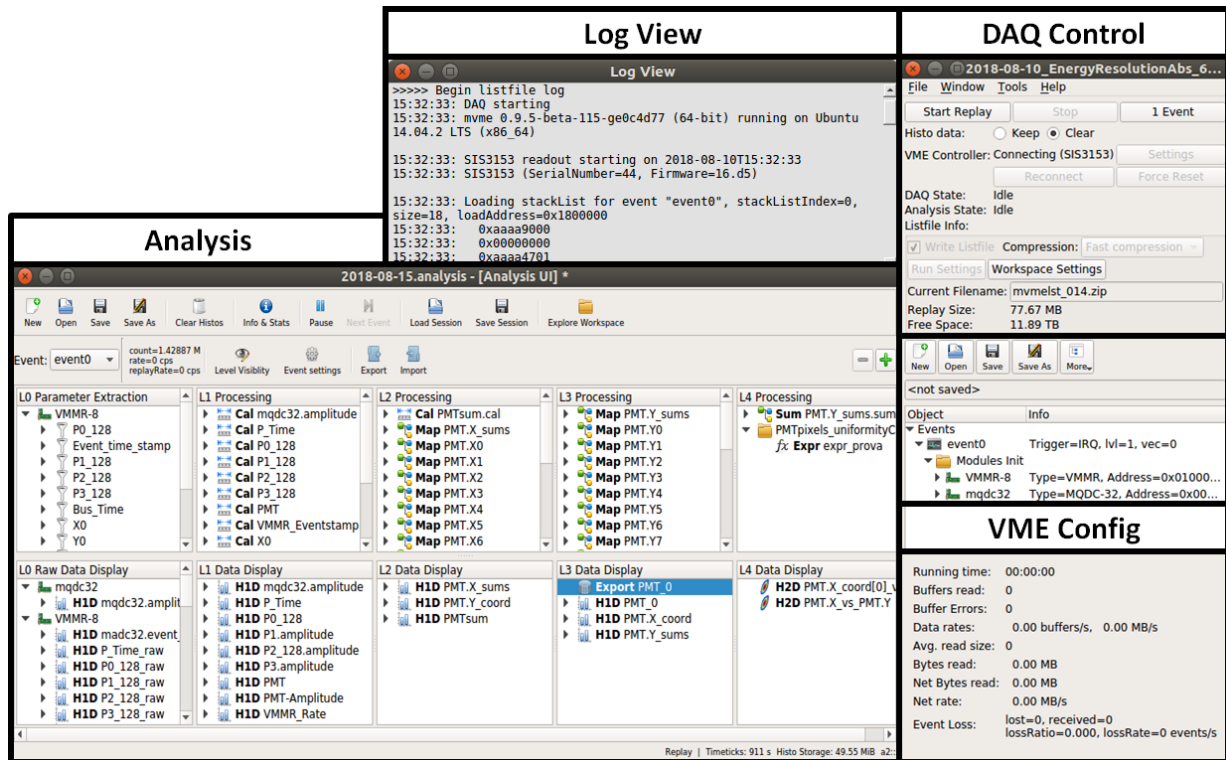 Log View
Log View
>>>>> Begin listfile log
15:32:33: DAQ starting
15:32:33: mvme 0.9.5-beta-115-ge0c4d77 (64-bit) running on Ubuntu
14.04.2 LTS (x86_64)
15:32:33: SIS3153 readout starting on 2018-08-10T15:32:33
15:32:33: SIS3153 (SerialNumber=44, Firmware=16.d5)
15:32:33: Loading stackList for event "event0", stackListIndex=0,
size=18, loadAddress=0x1800000
15:32:33: 0xaaaa9000
15:32:33: 0x00000000
15:32:33: 0xaaaa4701
DAQ Control
2018-08-10_EnergyResolutionAbs_6...
File Window Tools Help
Start Replay Stop 1 Event
Histo data: Keep Clear
VME Controller: Connecting (SIS3153) Settings
Reconnect Force Reset
DAQ State: Idle
Analysis State: Idle
Listfile Info:
Write Listfile Compression: Fast compression
Run Settings Workspace Settings
Current Filename: mvmelst_014.zip
Replay Size: 77.67 MB
Free Space: 11.89 TB
New Open Save Save As More
<not saved>
Object Info
Events
event0 Trigger=IRQ, lvl=1, vec=0
Modules Init
VMMR-8 Type=VMMR, Address=0x01000...
mqdc32 Type=MQDC-32, Address=0x00...
VME Config
Running time: 00:00:00
Buffers read: 0
Buffer Errors: 0
Data rates: 0.00 buffers/s, 0.00 MB/s
Avg. read size: 0
Bytes read: 0.00 MB
Net Bytes read: 0.00 MB
Net rate: 0.00 MB/s
Event Loss: lost=0, received=0
lossRatio=0.000, lossRate=0 events/s
Analysis
2018-08-15.analysis - [Analysis UI] *
New Open Save Save As Clear Histos Info & Stats Pause Next Event Load Session Save Session Explore Workspace
Event: event0
count=1.42887 M
rate=0 cps
replayRate=0 cps
Level Visiblity Event settings Export Import
L0 Parameter Extraction
VMMR-8
P0_128
Event_time_stamp
P1_128
P2_128
P3_128
Bus_Time
X0
Y0
L1 Processing
Cal mqdc32.amplitude
Cal P_Time
Cal P0_128
Cal P1_128
Cal P2_128
Cal P3_128
Cal PMT
Cal VMMR_Eventstamp
Cal X0
L2 Processing
Cal PMTsum.cal
Map PMT.X_sums
Map PMT.X0
Map PMT.X1
Map PMT.X2
Map PMT.X3
Map PMT.X4
Map PMT.X5
Map PMT.X6
L3 Processing
Map PMT.Y_sums
Map PMT.Y0
Map PMT.Y1
Map PMT.Y2
Map PMT.Y3
Map PMT.Y4
Map PMT.Y5
Map PMT.Y6
Map PMT.Y7
L4 Processing
Sum PMT.Y_sums.sum
PMTpixels_uniformityC
fx Expr expr_prova
L0 Raw Data Display
mqdc32
H1D mqdc32.amplit
VMMR-8
H1D madc32.event_
H1D P_Time_raw
H1D P0_128_raw
H1D P1_128_raw
H1D P2_128_raw
H1D P3_128_raw
L1 Data Display
H1D mqdc32.amplitude
H1D P_Time
H1D P0_128
H1D P1.amplitude
H1D P2_128.amplitude
H1D P3.amplitude
H1D PMT
H1D PMT-Amplitude
H1D VMMR_Rate
L2 Data Display
H1D PMT.X_sums
H1D PMT.Y_coord
H1D PMTsum
L3 Data Display
Export PMT_0
H1D PMT_0
H1D PMT.X_coord
H1D PMT.Y_sums
L4 Data Display
H2D PMT.X_coord[0]_v
H2D PMT.X_vs_PMT.Y
Replay | Timeticks: 911 s Histo Storage: 49.55 MiB a2::